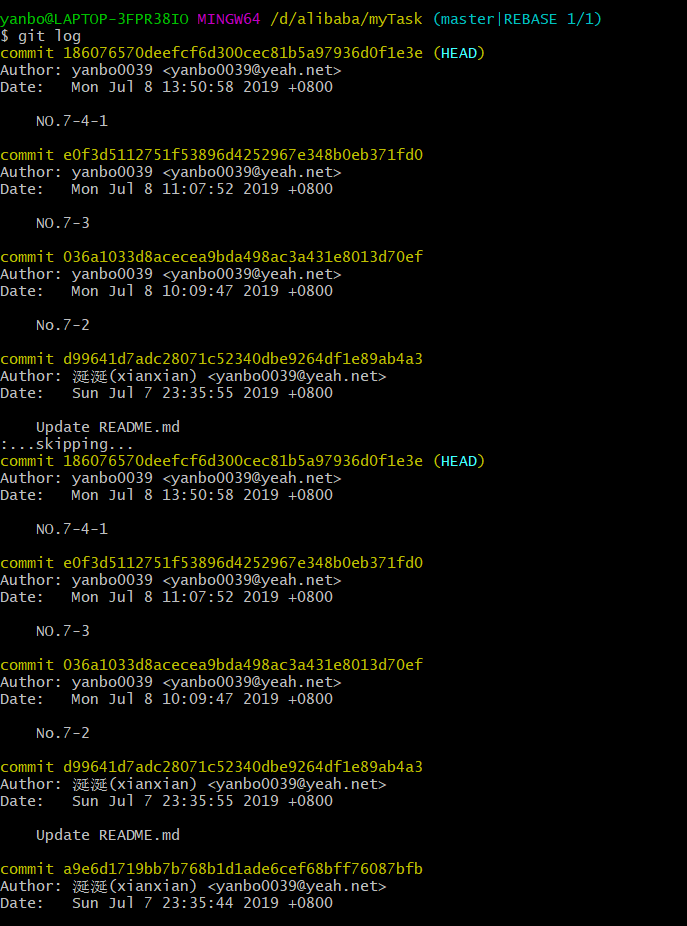 yanbo@LAPTOP-3FPR38IO MINGW64 /d/alibaba/myTask (master|REBASE 1/1)
$ git log
commit 186076570deefcf6d300cec81b5a97936d0f1e3e (HEAD)
Author: yanbo0039 <yanbo0039@yeah.net>
Date:   Mon Jul 8 13:50:58 2019 +0800

    NO.7-4-1

commit e0f3d5112751f53896d4252967e348b0eb371fd0
Author: yanbo0039 <yanbo0039@yeah.net>
Date:   Mon Jul 8 11:07:52 2019 +0800

    NO.7-3

commit 036a1033d8acecea9bda498ac3a431e8013d70ef
Author: yanbo0039 <yanbo0039@yeah.net>
Date:   Mon Jul 8 10:09:47 2019 +0800

    No.7-2

commit d99641d7adc28071c52340dbe9264df1e89ab4a3
Author: 涎涎(xianxian) <yanbo0039@yeah.net>
Date:   Sun Jul 7 23:35:55 2019 +0800

    Update README.md
:...skipping...
commit 186076570deefcf6d300cec81b5a97936d0f1e3e (HEAD)
Author: yanbo0039 <yanbo0039@yeah.net>
Date:   Mon Jul 8 13:50:58 2019 +0800

    NO.7-4-1

commit e0f3d5112751f53896d4252967e348b0eb371fd0
Author: yanbo0039 <yanbo0039@yeah.net>
Date:   Mon Jul 8 11:07:52 2019 +0800

    NO.7-3

commit 036a1033d8acecea9bda498ac3a431e8013d70ef
Author: yanbo0039 <yanbo0039@yeah.net>
Date:   Mon Jul 8 10:09:47 2019 +0800

    No.7-2

commit d99641d7adc28071c52340dbe9264df1e89ab4a3
Author: 涎涎(xianxian) <yanbo0039@yeah.net>
Date:   Sun Jul 7 23:35:55 2019 +0800

    Update README.md

commit a9e6d1719bb7b768b1d1ade6cef68bff76087bfb
Author: 涎涎(xianxian) <yanbo0039@yeah.net>
Date:   Sun Jul 7 23:35:44 2019 +0800